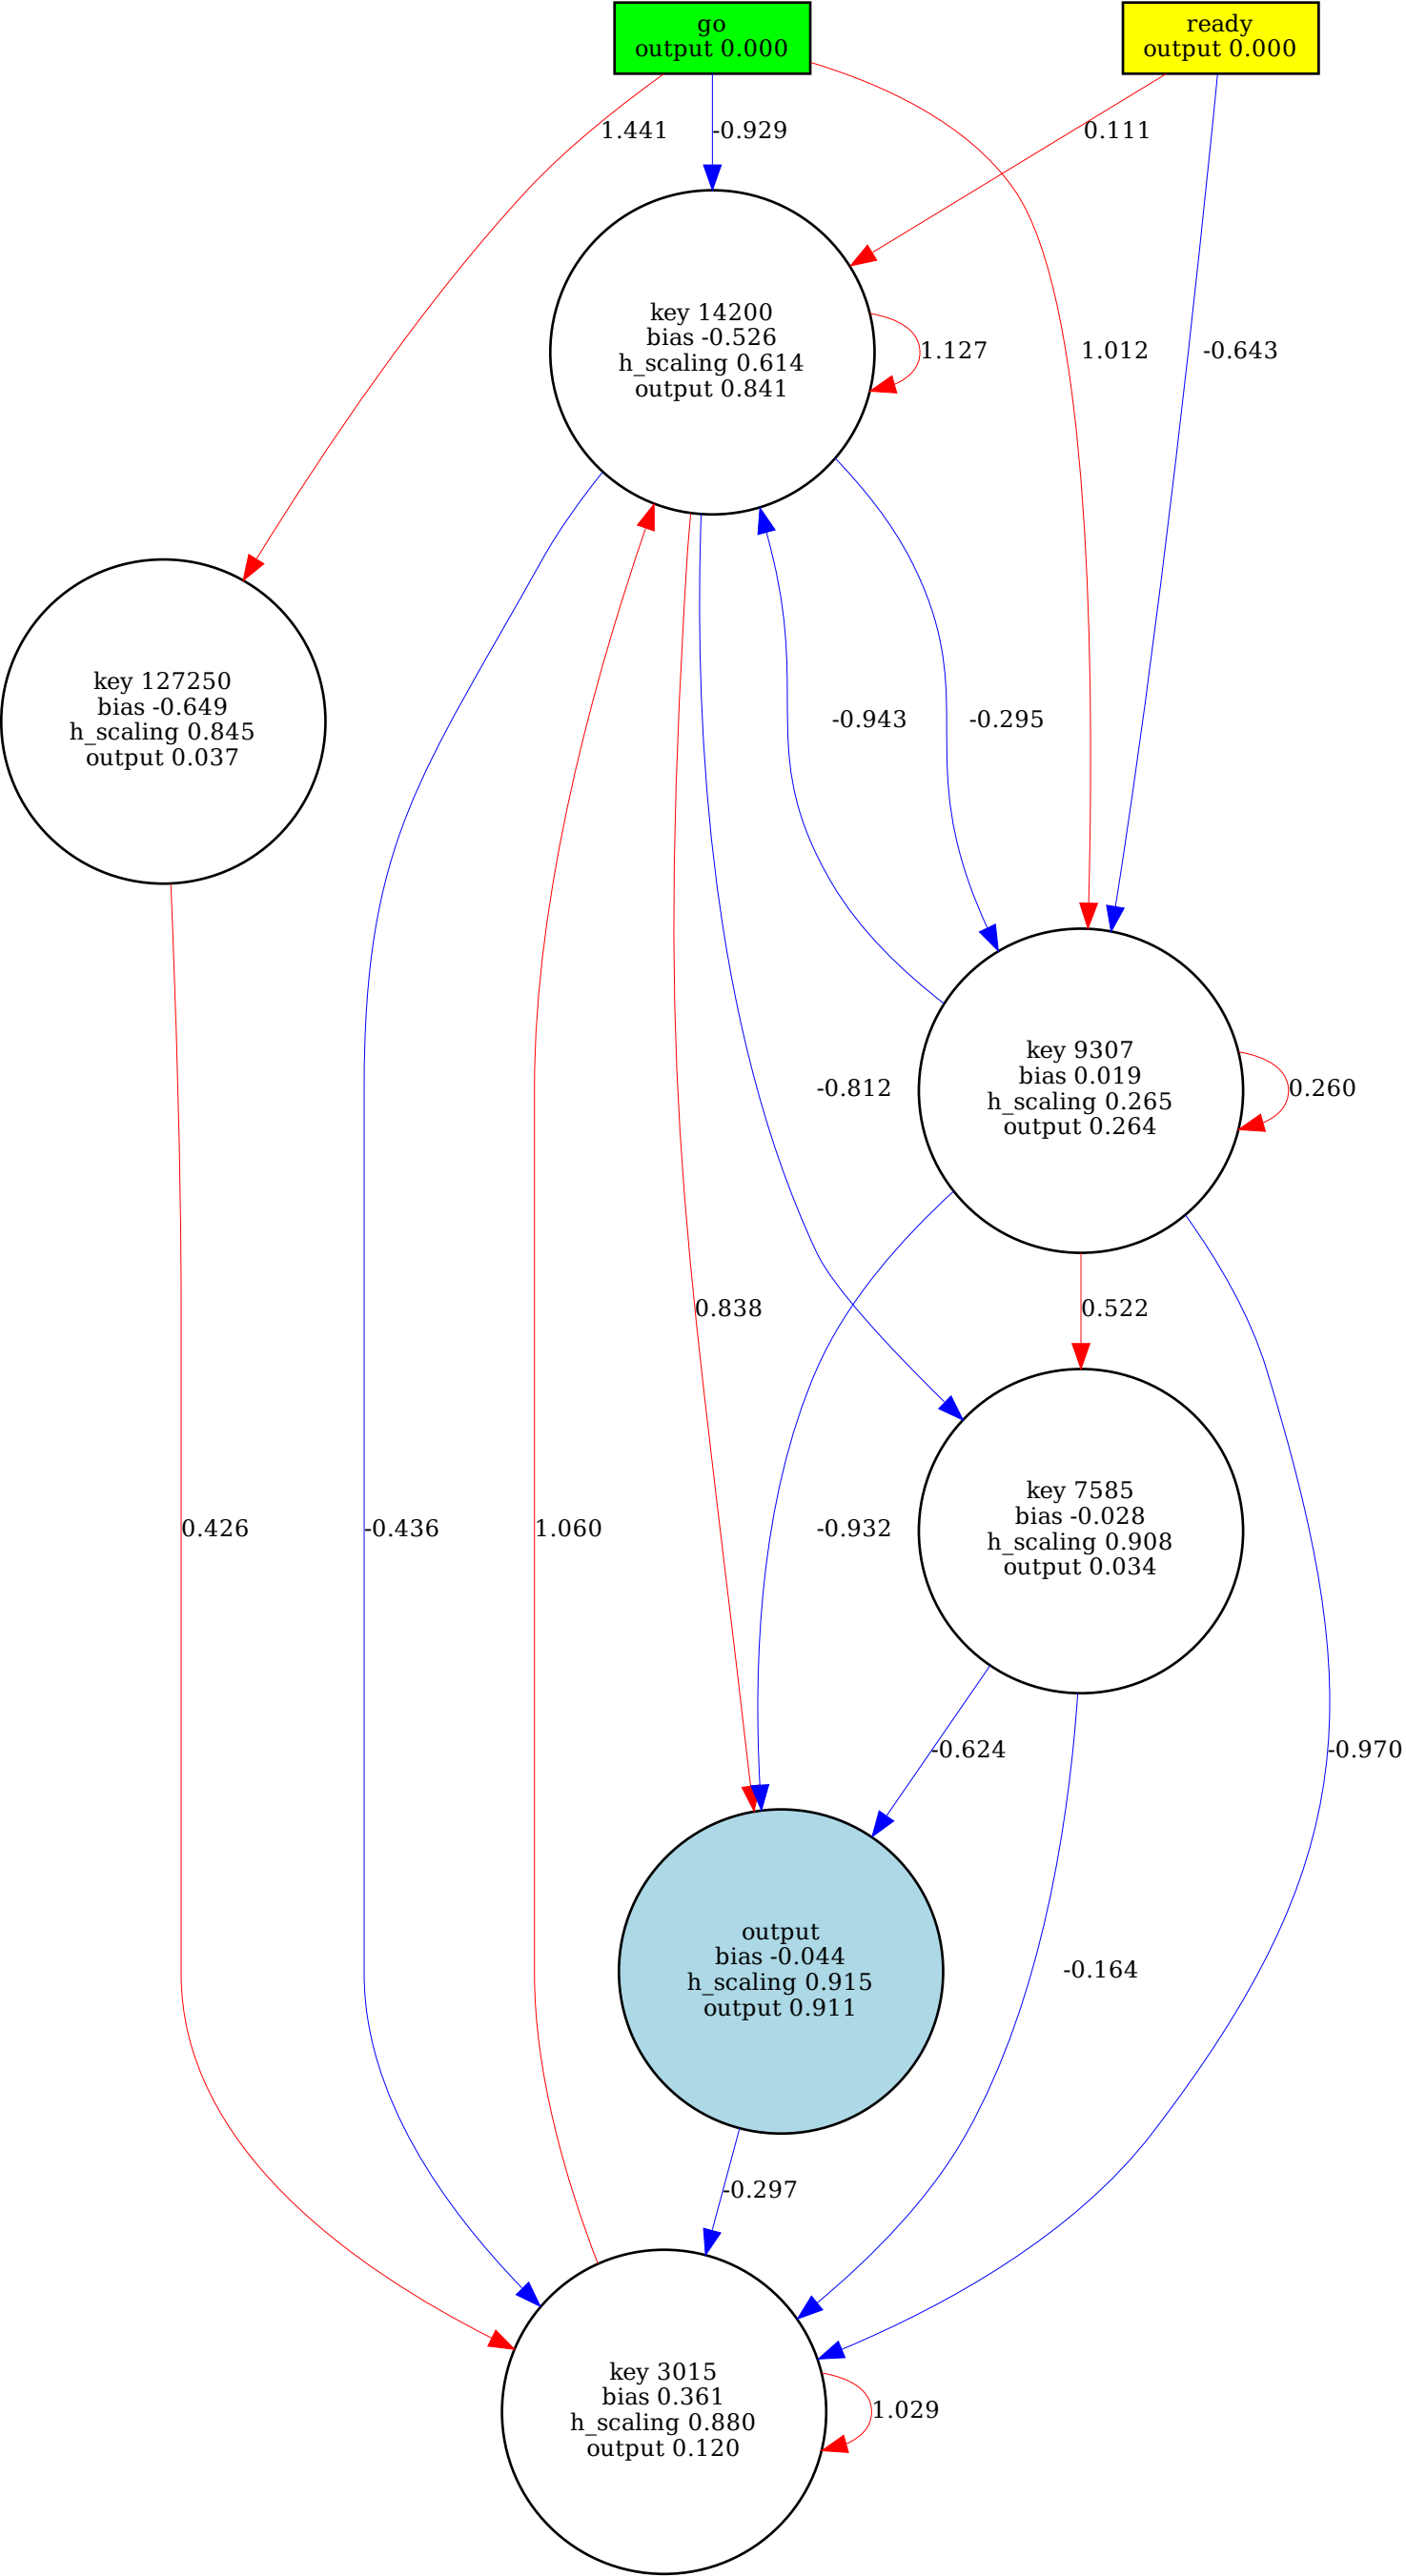 go
output 0.000
ready
output 0.000
1.441
-0.929
0.111
key 14200
bias -0.526
h_scaling 0.614
output 0.841
1.127
1.012
-0.643
key 127250
bias -0.649
h_scaling 0.845
output 0.037
-0.943
-0.295
key 9307
bias 0.019
h_scaling 0.265
output 0.264
-0.812
0.260
0.838
0.522
key 7585
bias -0.028
h_scaling 0.908
output 0.034
0.426
-0.436
1.060
-0.932
-0.624
-0.970
output
bias -0.044
h_scaling 0.915
output 0.911
-0.164
-0.297
key 3015
bias 0.361
h_scaling 0.880
output 0.120
1.029